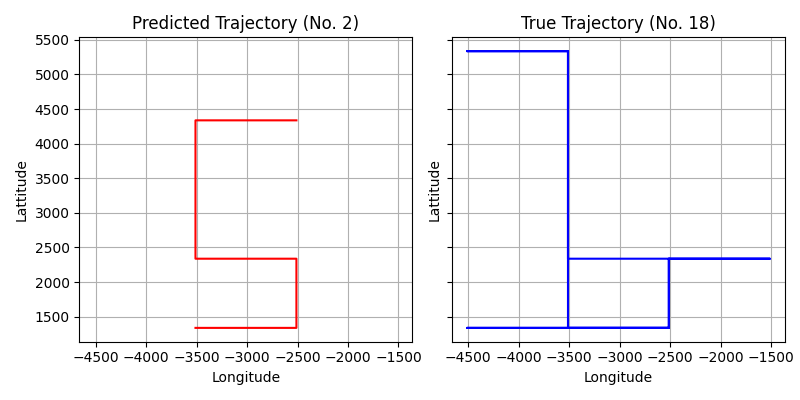 Predicted Trajectory (No. 2)
True Trajectory (No. 18)
Lattitude
5500
5000
4500
4000
3500
3000
2500
2000
1500
−4500 −4000 −3500 −3000 −2500 −2000 −1500
Longitude
Lattitude
−4500 −4000 −3500 −3000 −2500 −2000 −1500
Longitude